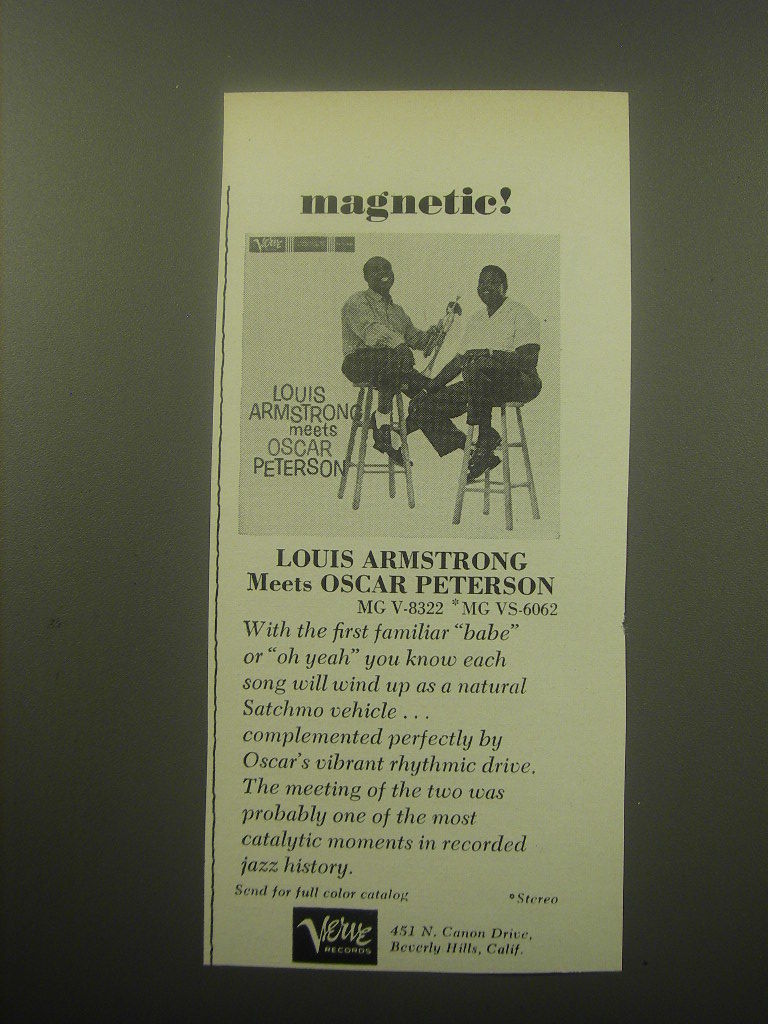 magnetic!
Verve
LOUIS
ARMSTRONG
meets
OSCAR
PETERSON
LOUIS ARMSTRONG
Meets OSCAR PETERSON
MG V-8322 *MG VS-6062
With the first familiar “babe”
or “oh yeah” you know each
song will wind up as a natural
Satchmo vehicle . . .
complemented perfectly by
Oscar's vibrant rhythmic drive.
The meeting of the two was
probably one of the most
catalytic moments in recorded
jazz history.
Send for full color catalog
*Stereo
Verve
RECORDS
451 N. Canon Drive,
Beverly Hills, Calif.